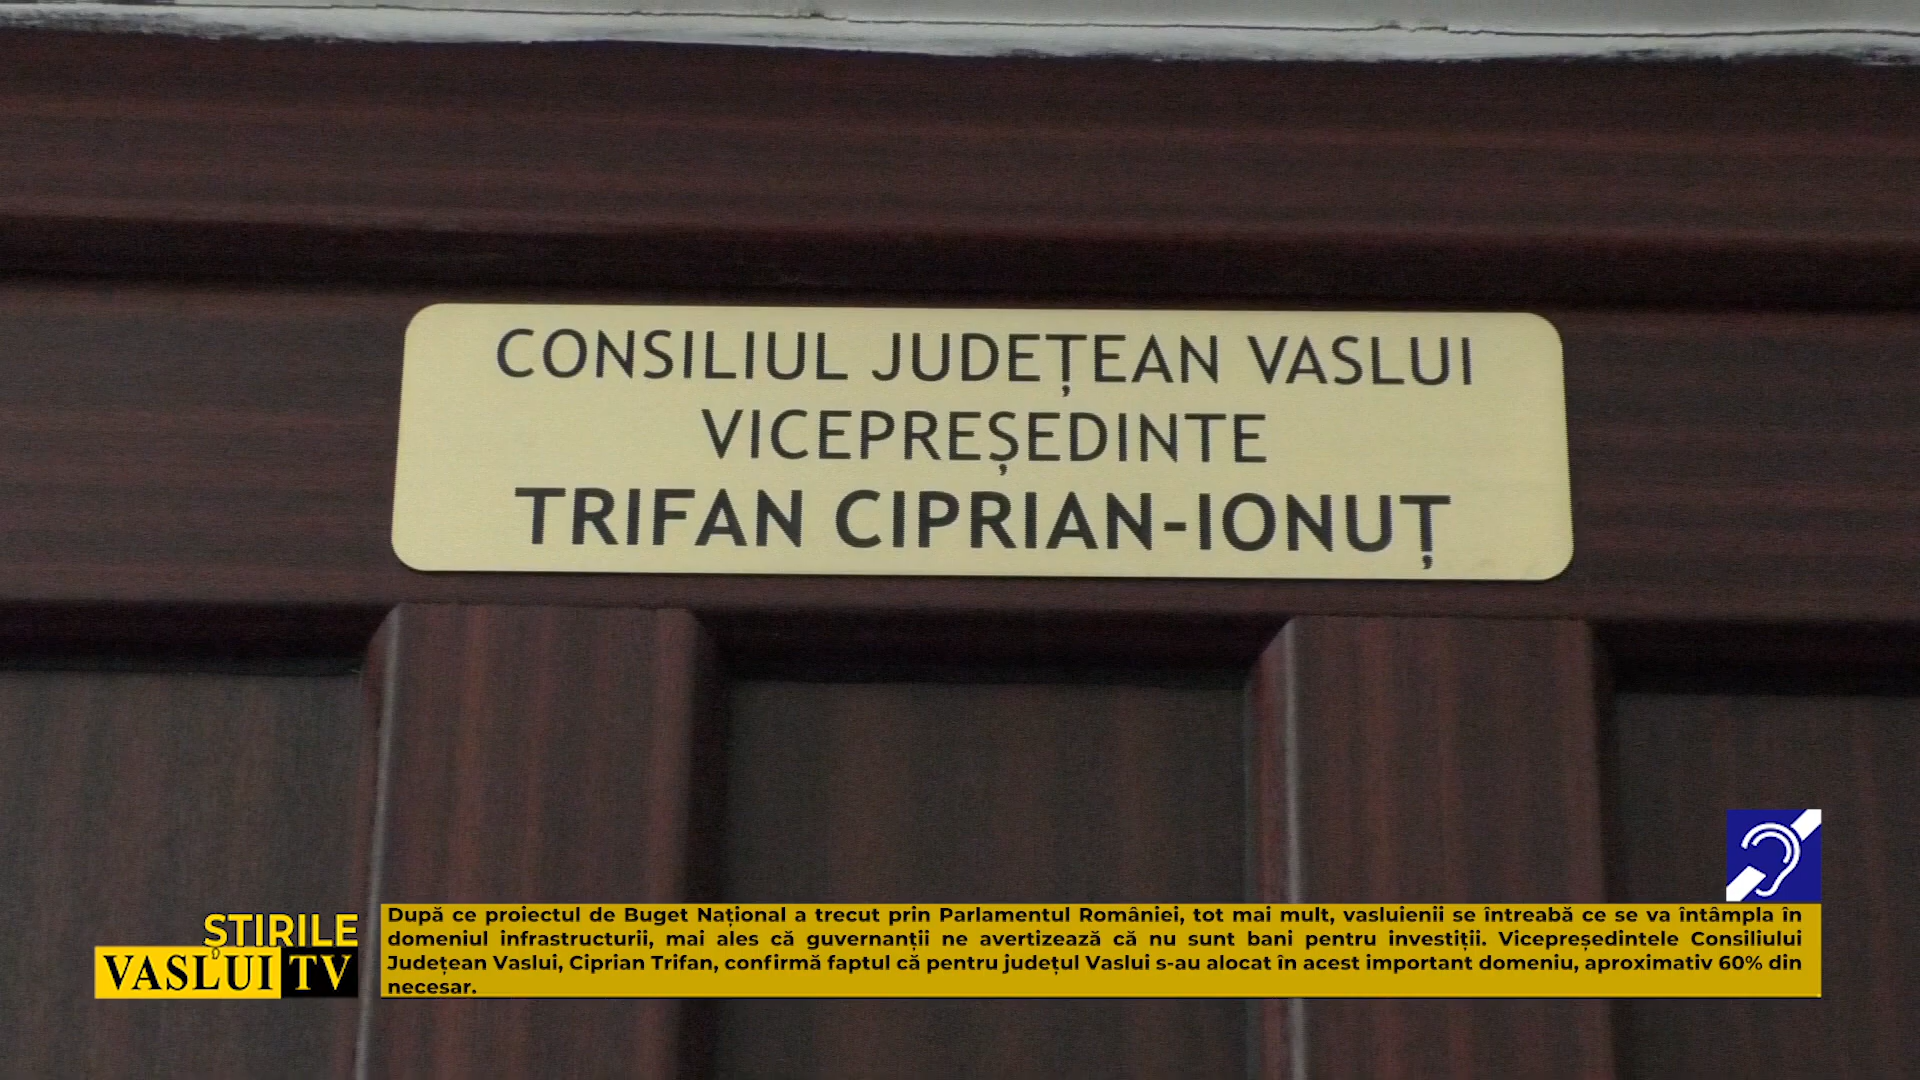 CONSILIUL JUDEȚEAN VASLUI
VICEPREȘEDINTE
TRIFAN CIPRIAN-IONUȚ
ȘTIRILE
VASLUI TV
După ce proiectul de Buget Național a trecut prin Parlamentul României, tot mai mult, vasluienii se întreabă ce se va întâmpla în
domeniul infrastructurii, mai ales că guvernanții ne avertizează că nu sunt bani pentru investiții. Vicepreședintele Consiliului
Județean Vaslui, Ciprian Trifan, confirmă faptul că pentru județul Vaslui s-au alocat în acest important domeniu, aproximativ 60% din
necesar.